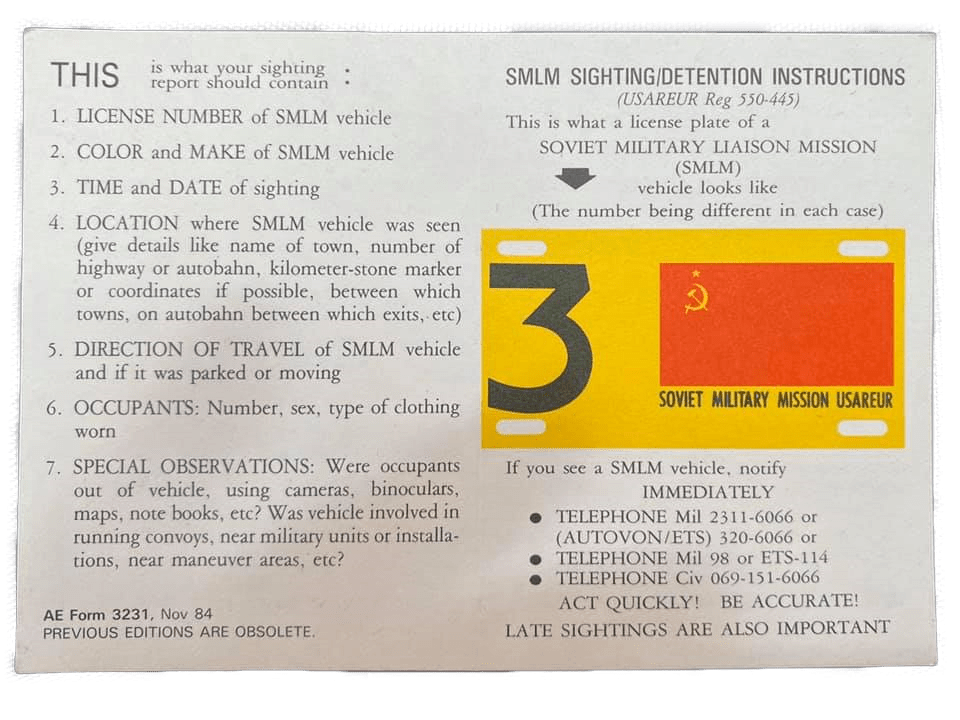 THIS is what your sighting
report should contain :
1. LICENSE NUMBER of SMLM vehicle
2. COLOR and MAKE of SMLM vehicle
3. TIME and DATE of sighting
4. LOCATION where SMLM vehicle was seen
(give details like name of town, number of
highway or autobahn, kilometer-stone marker
or coordinates if possible, between which
towns, on autobahn between which exits, etc)
5. DIRECTION OF TRAVEL of SMLM vehicle
and if it was parked or moving
6. OCCUPANTS: Number, sex, type of clothing
worn
7. SPECIAL OBSERVATIONS: Were occupants
out of vehicle, using cameras, binoculars,
maps, note books, etc? Was vehicle involved in
running convoys, near military units or installa-
tions, near maneuver areas, etc?
AE Form 3231, Nov 84
PREVIOUS EDITIONS ARE OBSOLETE.
SMLM SIGHTING/DETENTION INSTRUCTIONS
(USAREUR Reg 550-445)
This is what a license plate of a
SOVIET MILITARY LIAISON MISSION
(SMLM)
vehicle looks like
(The number being different in each case)
3
SOVIET MILITARY MISSION USAREUR
If you see a SMLM vehicle, notify
IMMEDIATELY
● TELEPHONE Mil 2311-6066 or
(AUTOVON/ETS) 320-6066 or
● TELEPHONE Mil 98 or ETS-114
● TELEPHONE Civ 069-151-6066
ACT QUICKLY! BE ACCURATE!
LATE SIGHTINGS ARE ALSO IMPORTANT